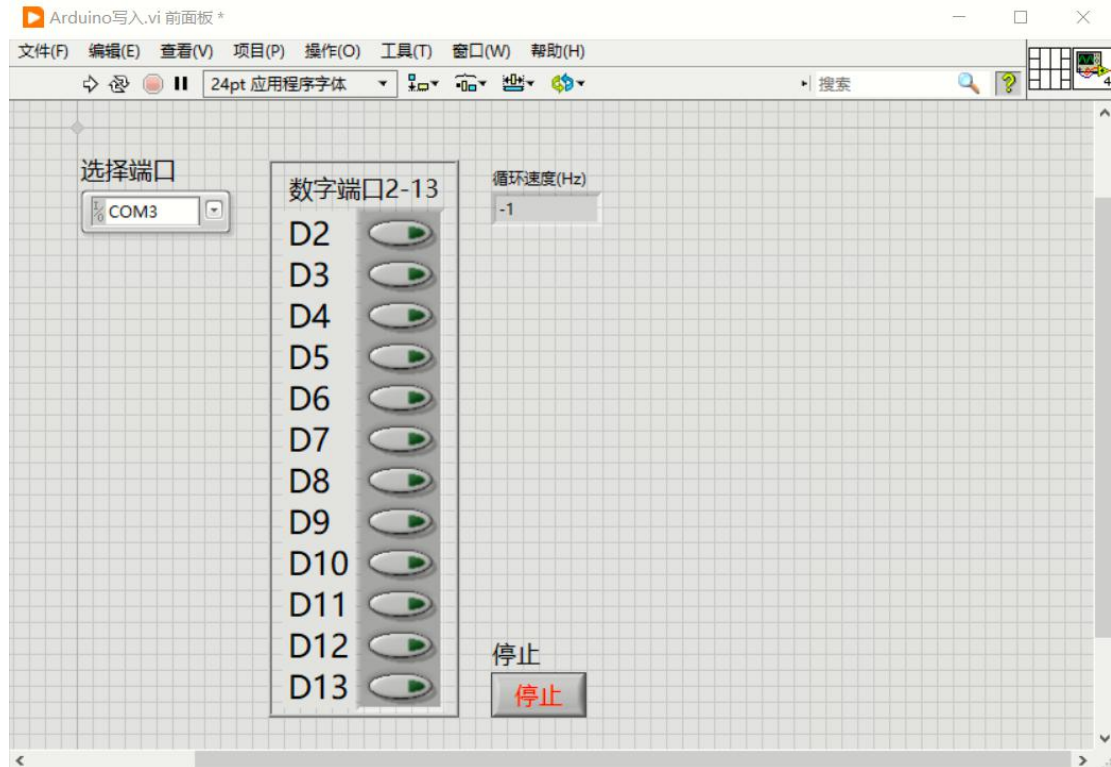 Arduino写入.vi 前面板 *
文件(F) 编辑(E) 查看(V) 项目(P) 操作(O) 工具(T) 窗口(W) 帮助(H)
24pt 应用程序字体 搜索
4
选择端口
COM3
数字端口2-13
D2
D3
D4
D5
D6
D7
D8
D9
D10
D11
D12
D13
循环速度(Hz)
-1
停止
停止